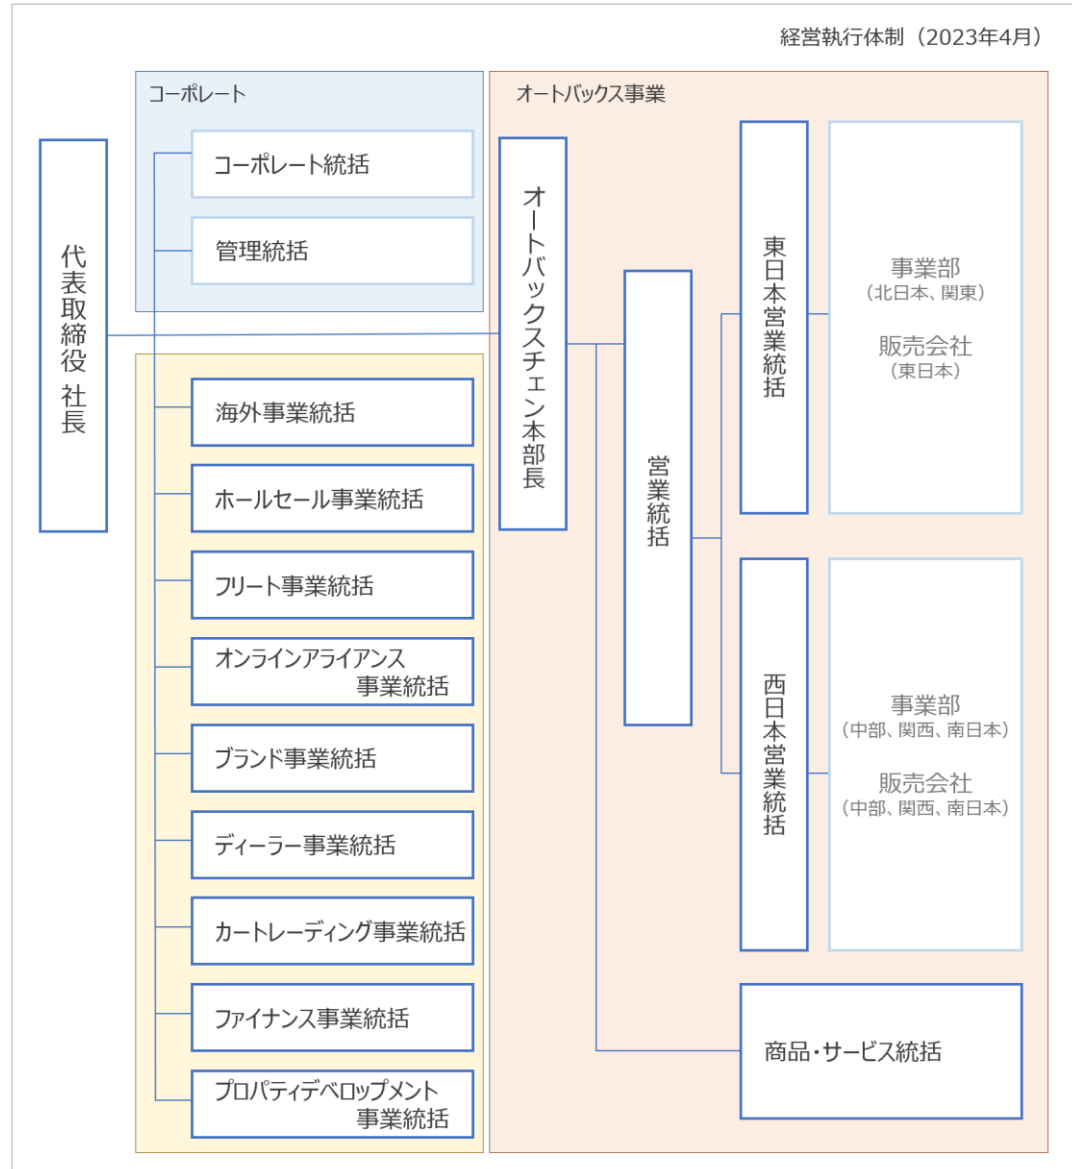 経営執行体制（2023年4月）
コーポレート
オートバックス事業
代表取締役 社長
コーポレート統括
管理統括
海外事業統括
ホールセール事業統括
フリート事業統括
オンラインアライアンス
事業統括
ブランド事業統括
ディーラー事業統括
カートレーディング事業統括
ファイナンス事業統括
プロパティデベロップメント
事業統括
オートバックスチェン本部長
営業統括
東日本営業統括
事業部
（北日本、関東）
販売会社
（東日本）
西日本営業統括
事業部
（中部、関西、南日本）
販売会社
（中部、関西、南日本）
商品・サービス統括